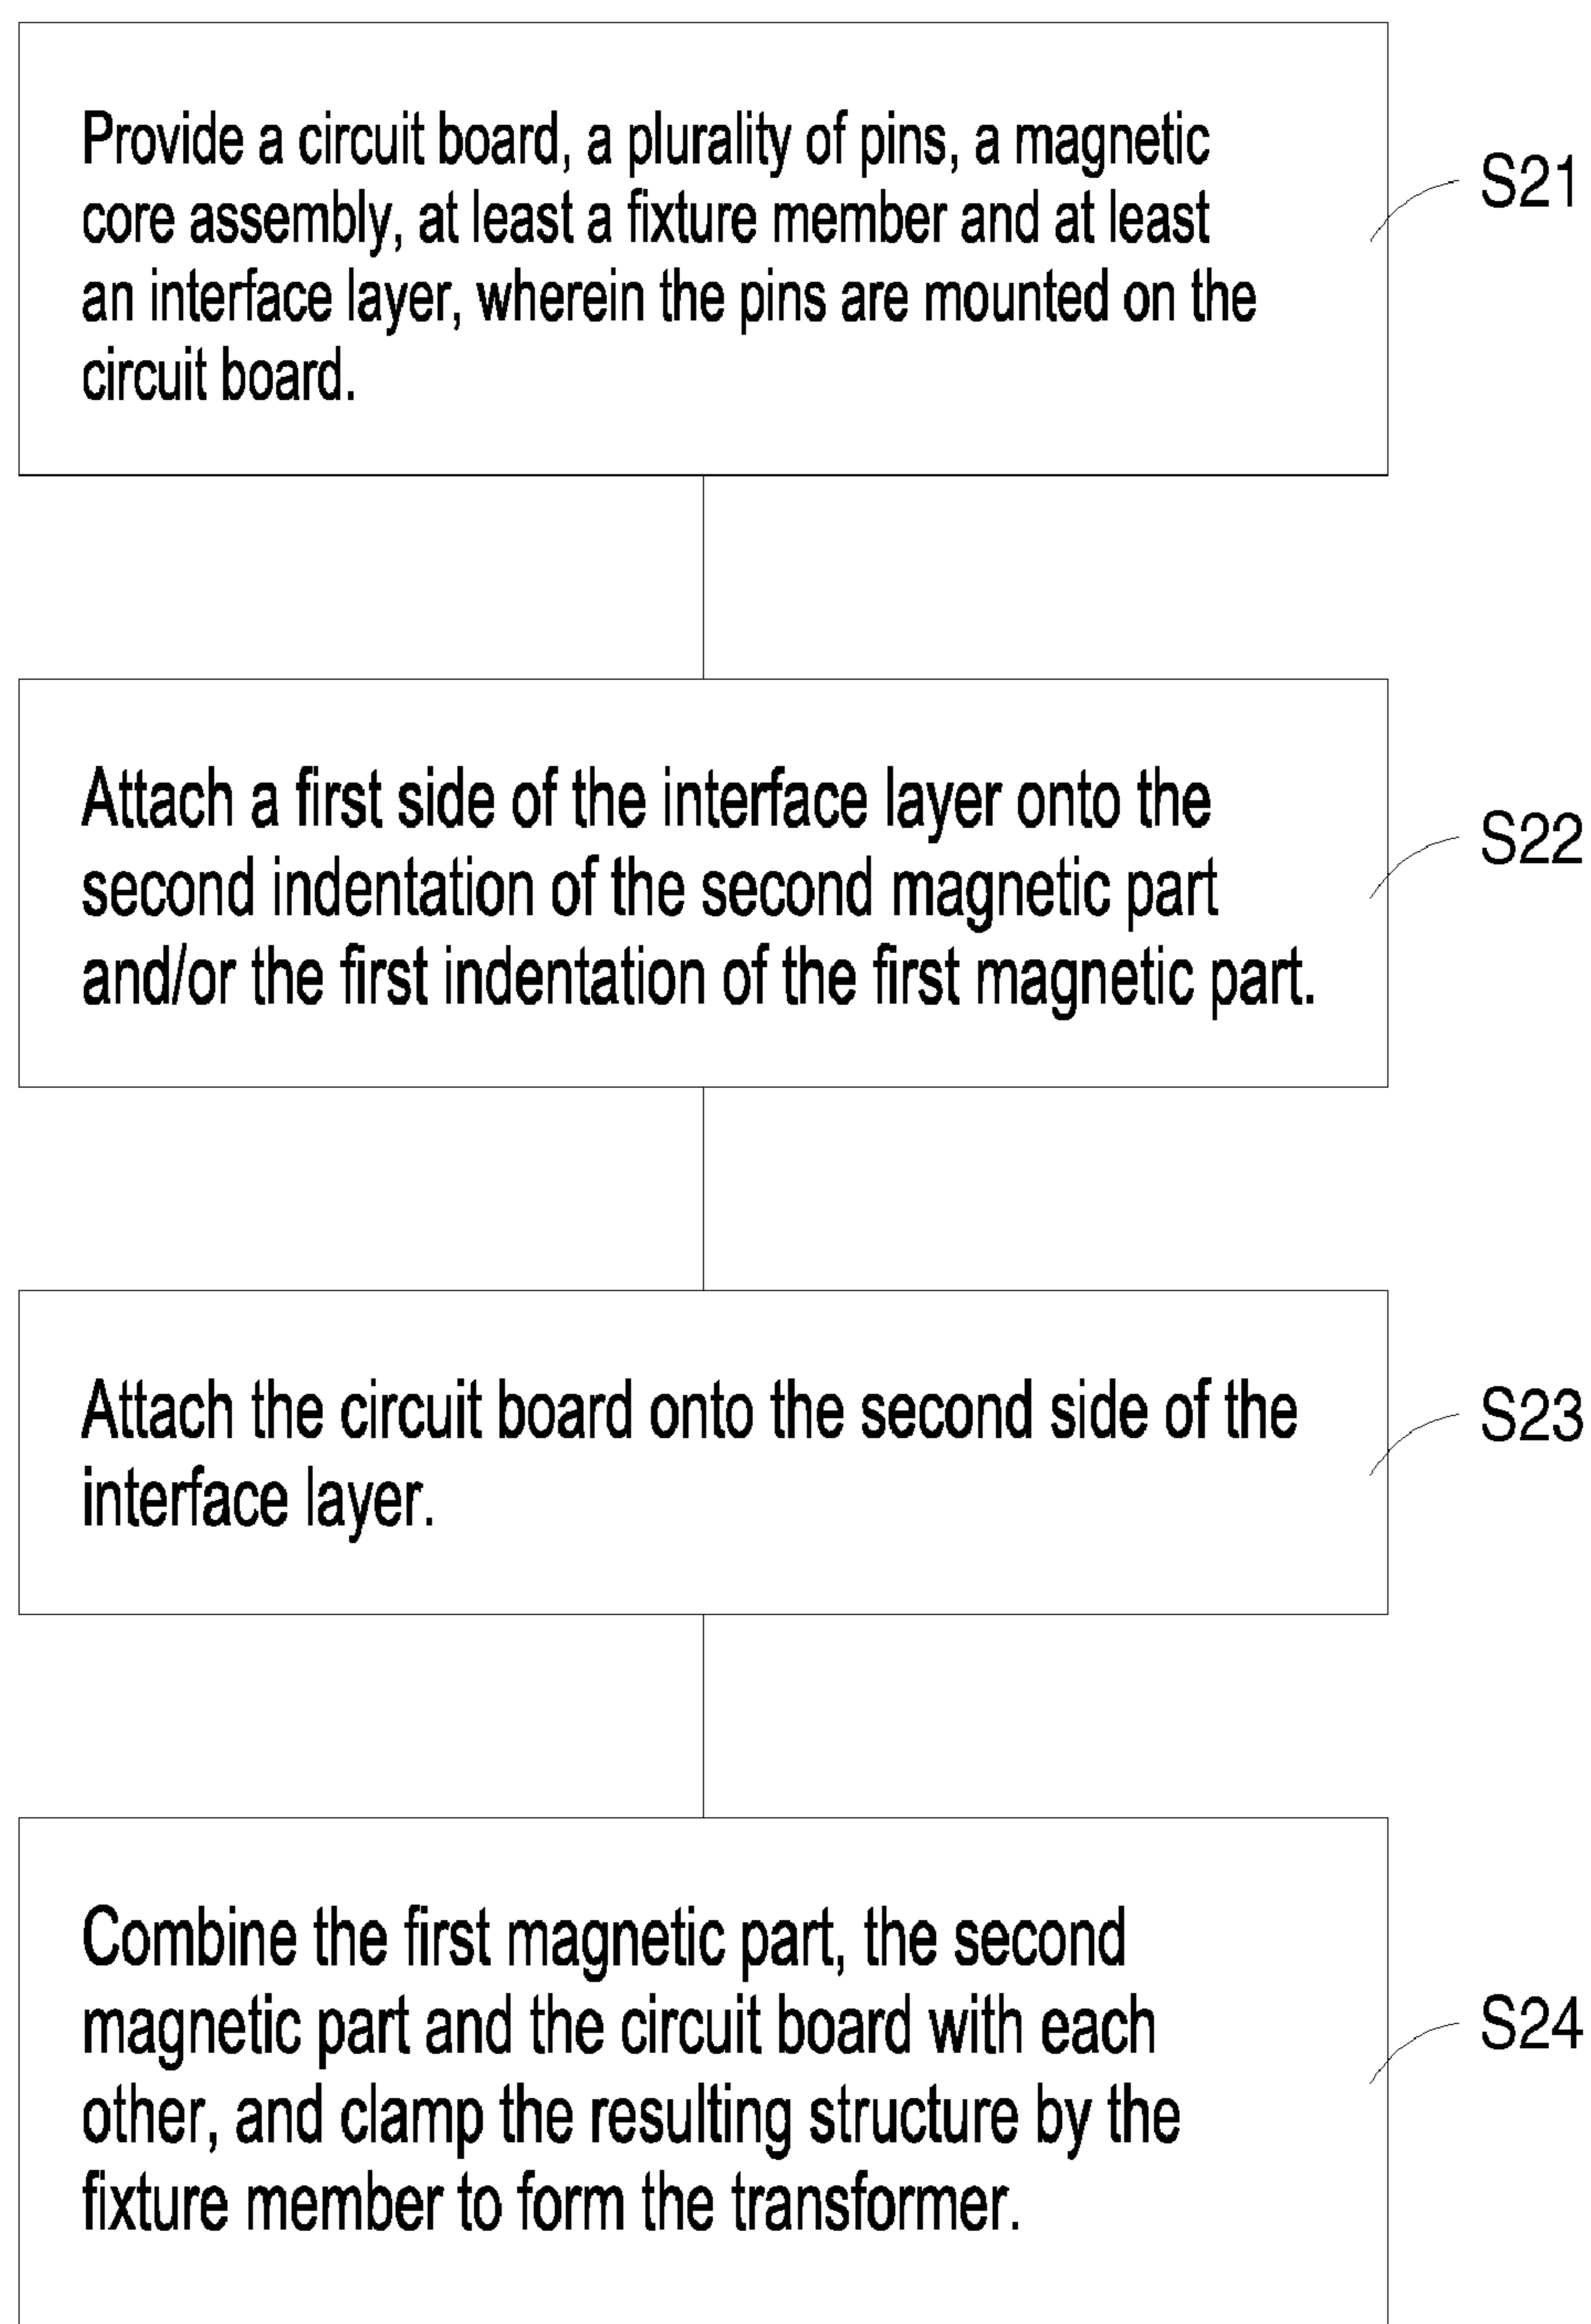 Provide a circuit board, a plurality of pins, a magnetic
core assembly, at least a fixture member and at least
an interface layer, wherein the pins are mounted on the
circuit board.
S21
Attach a first side of the interface layer onto the
second indentation of the second magnetic part
and/or the first indentation of the first magnetic part.
S22
Attach the circuit board onto the second side of the
interface layer.
S23
Combine the first magnetic part, the second
magnetic part and the circuit board with each
other, and clamp the resulting structure by the
fixture member to form the transformer.
S24